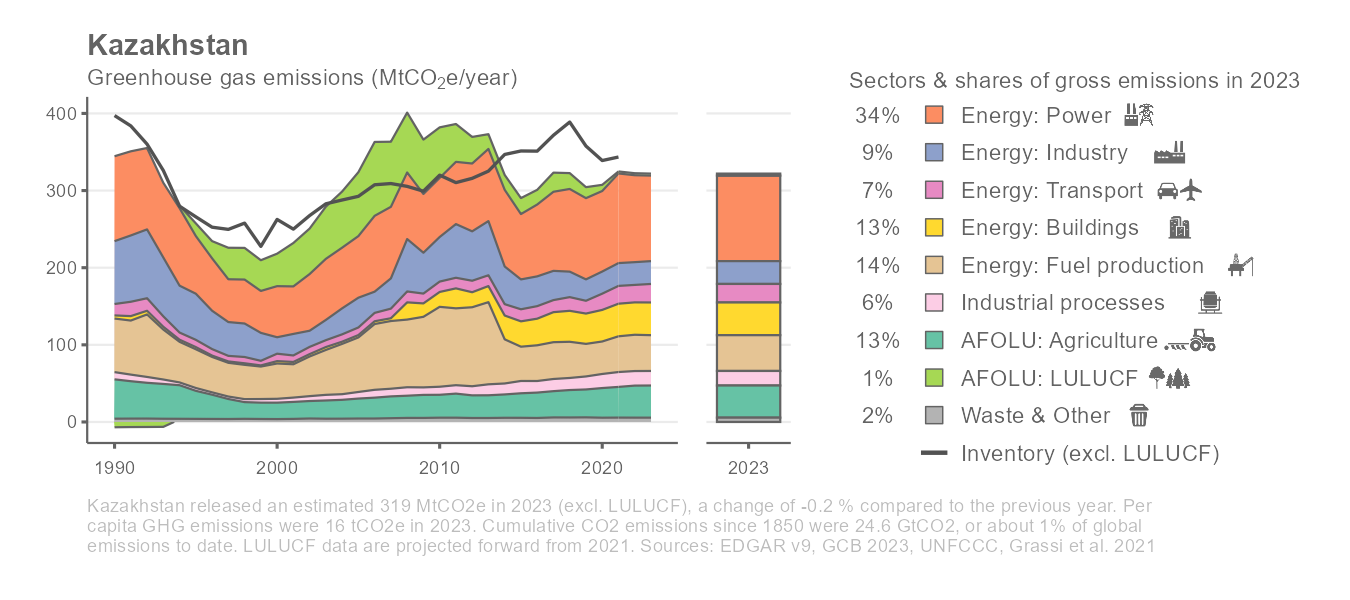 Kazakhstan
Greenhouse gas emissions (MtCO₂e/year)
Sectors & shares of gross emissions in 2023
400
300
200
100
0
1990
2000
2010
2020
2023
34% Energy: Power
9% Energy: Industry
7% Energy: Transport
13% Energy: Buildings
14% Energy: Fuel production
6% Industrial processes
13% AFOLU: Agriculture
1% AFOLU: LULUCF
2% Waste & Other
Inventory (excl. LULUCF)
Kazakhstan released an estimated 319 MtCO2e in 2023 (excl. LULUCF), a change of -0.2 % compared to the previous year. Per
capita GHG emissions were 16 tCO2e in 2023. Cumulative CO2 emissions since 1850 were 24.6 GtCO2, or about 1% of global
emissions to date. LULUCF data are projected forward from 2021. Sources: EDGAR v9, GCB 2023, UNFCCC, Grassi et al. 2021